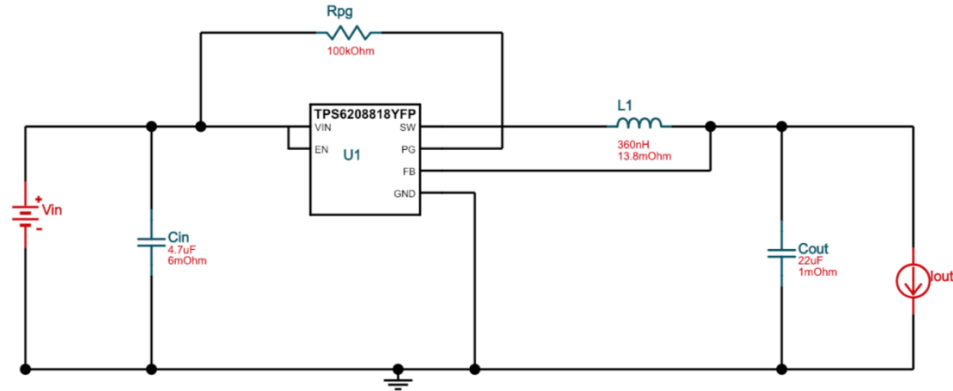 Rpg
100kOhm
TPS6208818YFP
VIN
SW
EN
U1
PG
FB
GND
L1
360nH
13.8mOhm
Vin
+
-
Cin
4.7uF
6mOhm
Cout
22uF
1mOhm
Iout